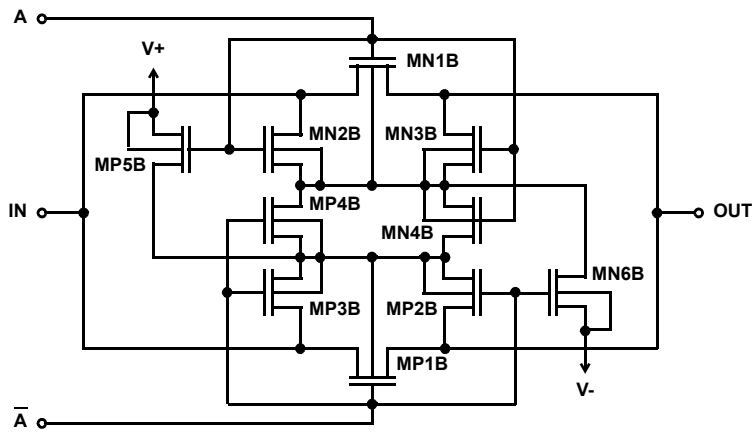 A
V+
MN1B
MN2B
MN3B
MP5B
MP4B
IN
OUT
MN4B
MN6B
MP3B
MP2B
MP1B
V-
A̅